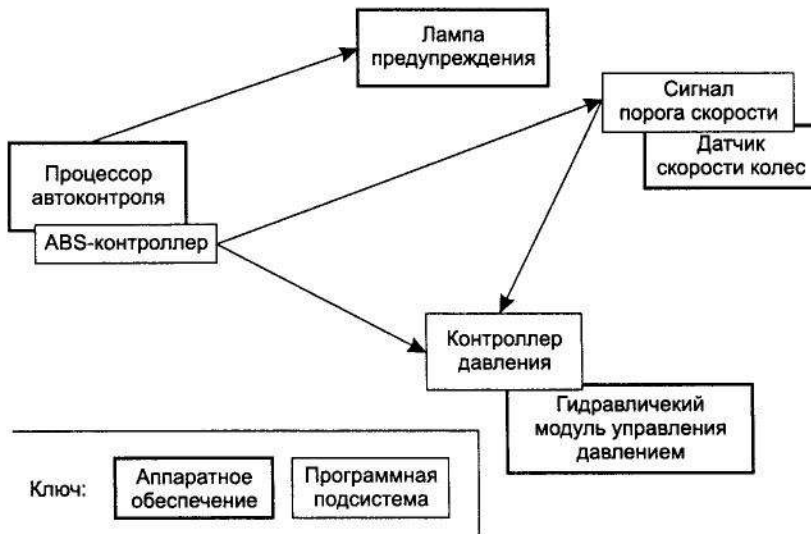 Лампа
предупреждения
Сигнал
порога скорости
Датчик
скорости колес
Процессор
автоконтроля
ABS-контроллер
Контроллер
давления
Гидравличекий
модуль управления
давлением
Ключ:
Аппаратное
обеспечение
Программная
подсистема